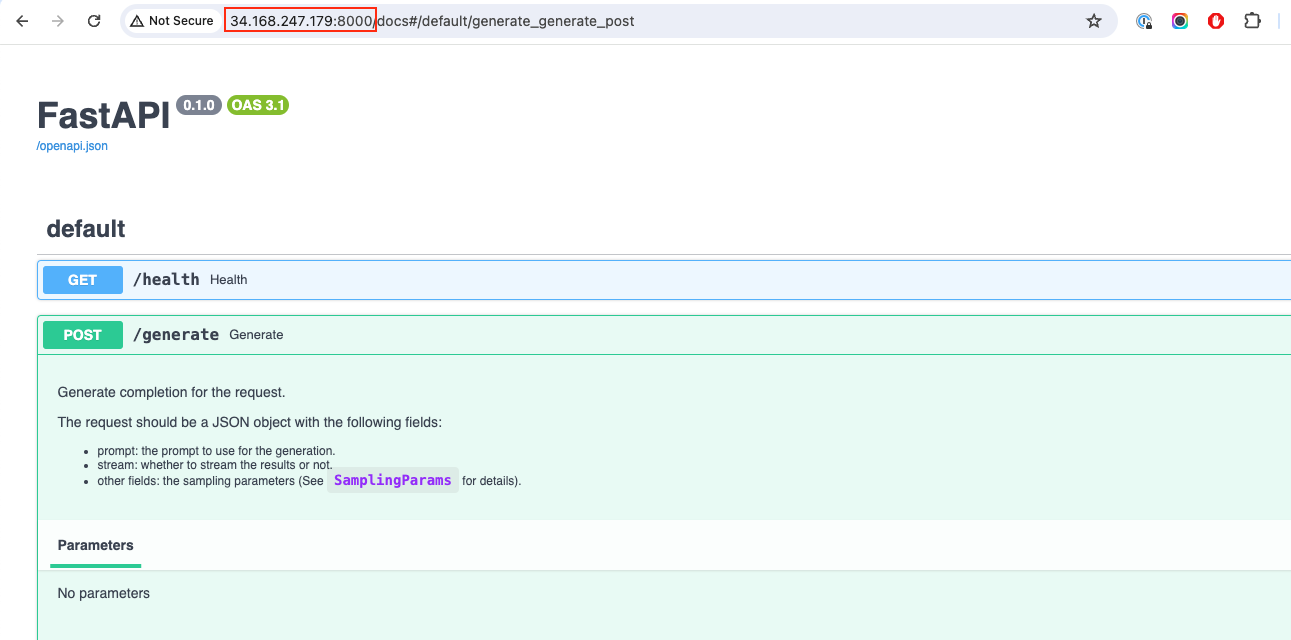 Not Secure 34.168.247.179:8000/docs#/default/generate_generate_post
FastAPI 0.1.0 OAS 3.1
/openapi.json
default
GET /health Health
POST /generate Generate
Generate completion for the request.
The request should be a JSON object with the following fields:
• prompt: the prompt to use for the generation.
• stream: whether to stream the results or not.
• other fields: the sampling parameters (See SamplingParams for details).
Parameters
No parameters